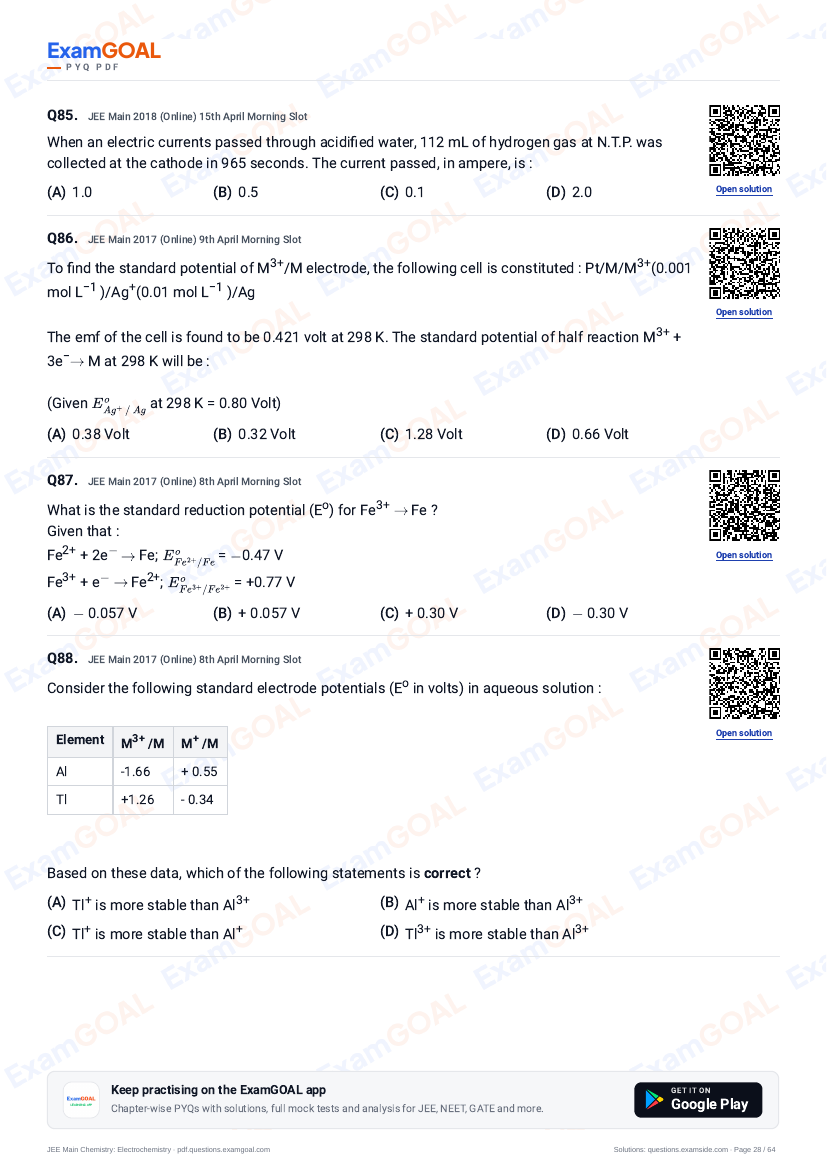 ExamGOAL
PYQ PDF
Q85. JEE Main 2018 (Online) 15th April Morning Slot
When an electric currents passed through acidified water, 112 mL of hydrogen gas at N.T.P. was
collected at the cathode in 965 seconds. The current passed, in ampere, is :
(A) 1.0 (B) 0.5 (C) 0.1 (D) 2.0
Open solution
Q86. JEE Main 2017 (Online) 9th April Morning Slot
To find the standard potential of M³⁺/M electrode, the following cell is constituted : Pt/M/M³⁺(0.001
mol L⁻¹ )/Ag⁺(0.01 mol L⁻¹ )/Ag
Open solution
The emf of the cell is found to be 0.421 volt at 298 K. The standard potential of half reaction M³⁺ +
3e⁻→ M at 298 K will be :
(Given E°Ag⁺ / Ag at 298 K = 0.80 Volt)
(A) 0.38 Volt (B) 0.32 Volt (C) 1.28 Volt (D) 0.66 Volt
Q87. JEE Main 2017 (Online) 8th April Morning Slot
What is the standard reduction potential (E°) for Fe³⁺ → Fe ?
Given that :
Fe²⁺ + 2e⁻ → Fe; E°Fe²⁺/Fe = −0.47 V
Open solution
Fe³⁺ + e⁻ → Fe²⁺; E°Fe³⁺/Fe²⁺ = +0.77 V
(A) − 0.057 V (B) + 0.057 V (C) + 0.30 V (D) − 0.30 V
Q88. JEE Main 2017 (Online) 8th April Morning Slot
Consider the following standard electrode potentials (E° in volts) in aqueous solution :
Open solution
Element M³⁺ /M M⁺ /M
Al -1.66 + 0.55
Tl +1.26 - 0.34
Based on these data, which of the following statements is correct ?
(A) Tl⁺ is more stable than Al³⁺ (B) Al⁺ is more stable than Al³⁺
(C) Tl⁺ is more stable than Al⁺ (D) Tl³⁺ is more stable than Al³⁺
ExamGOAL
Keep practising on the ExamGOAL app
Chapter-wise PYQs with solutions, full mock tests and analysis for JEE, NEET, GATE and more.
GET IT ON
Google Play
JEE Main Chemistry: Electrochemistry · pdf.questions.examgoal.com
Solutions: questions.examside.com · Page 28 / 64